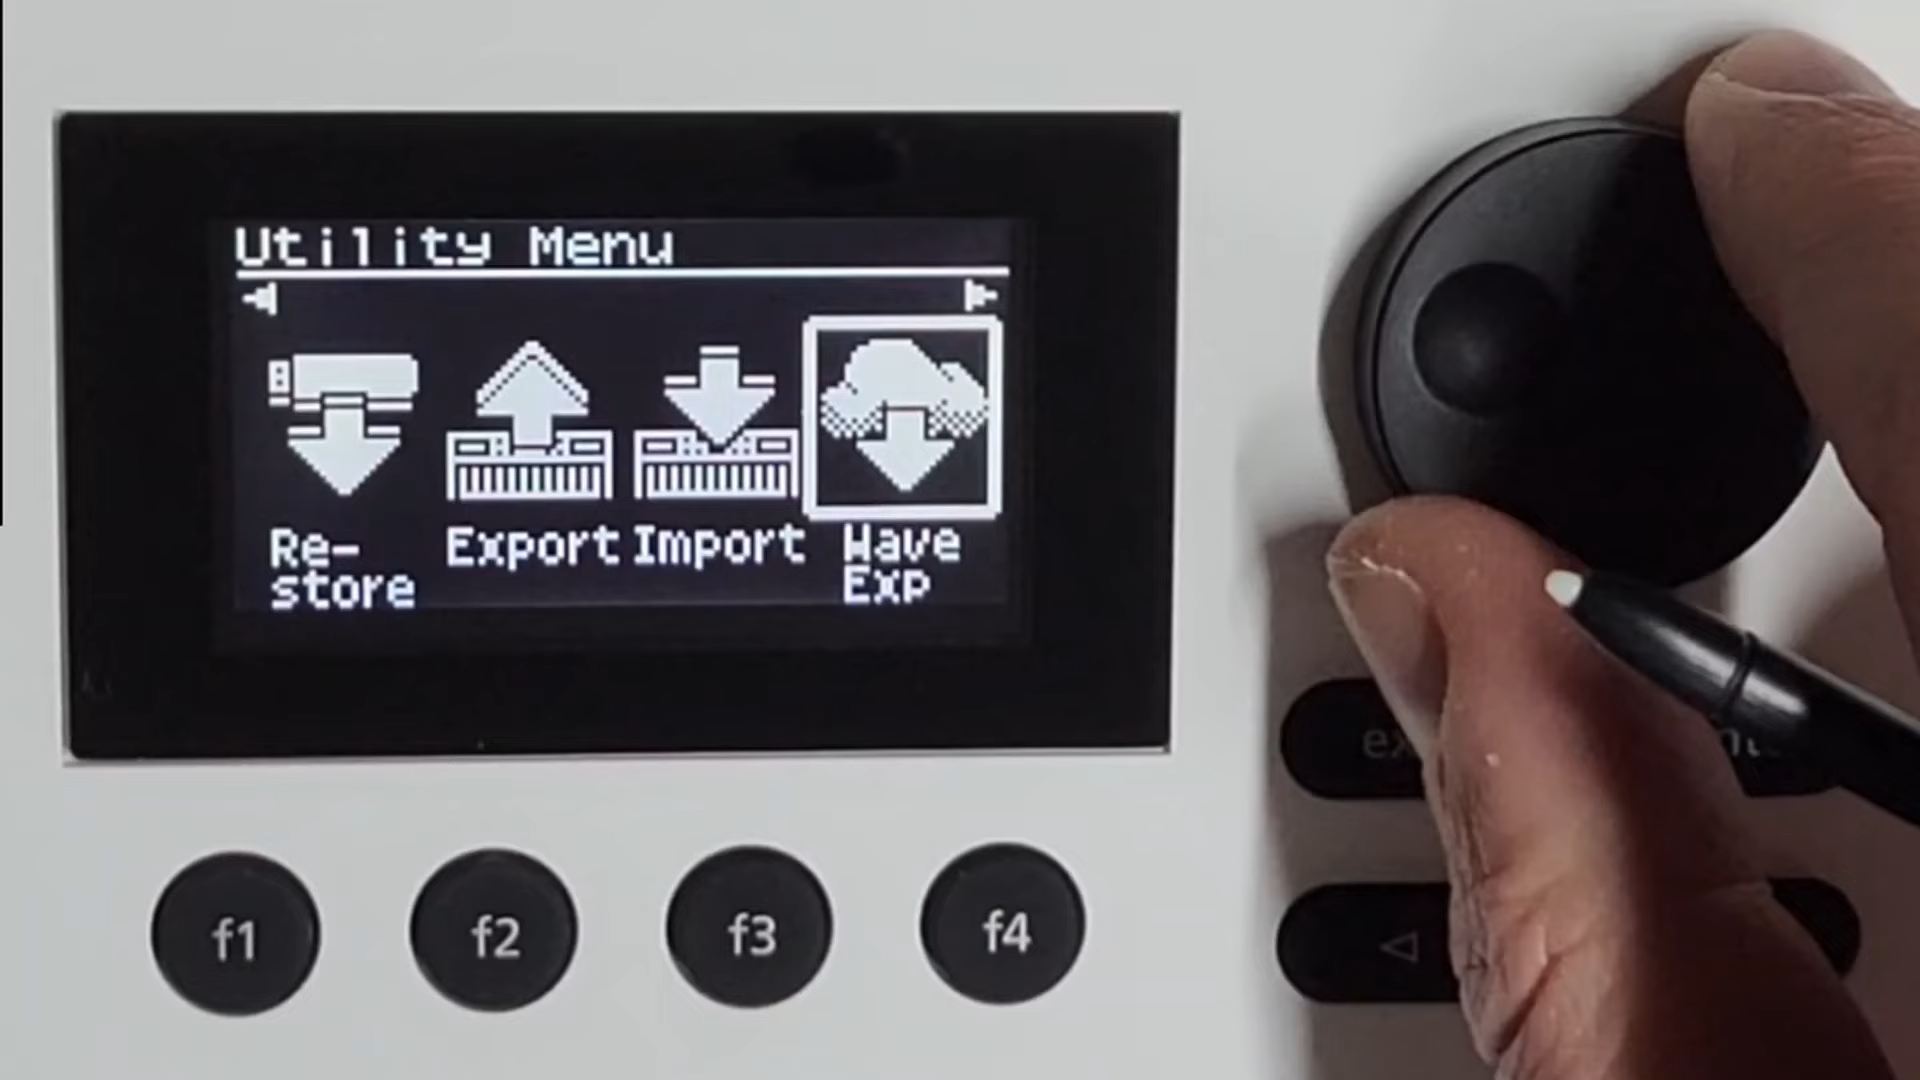 Utility Menu
Re-
store
Export
Import
Wave
Exp
f1
f2
f3
f4